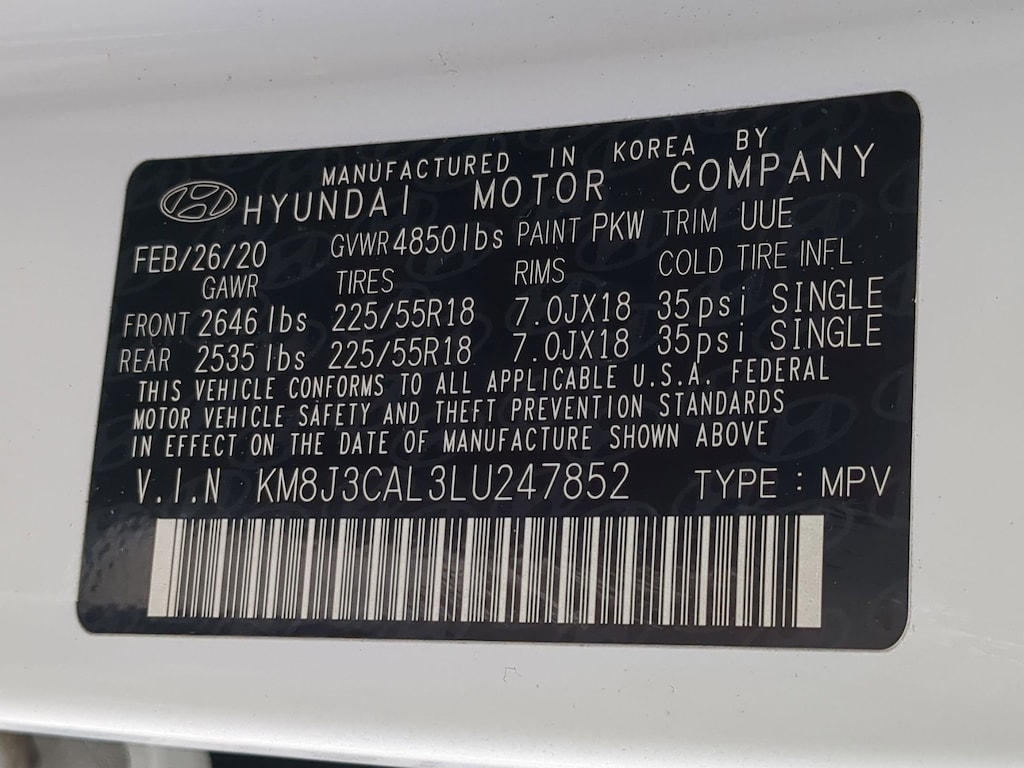 MANUFACTURED IN KOREA BY
HYUNDAI MOTOR COMPANY
FEB/26/20 GVWR 4850lbs PAINT PKW TRIM UUE
GAWR TIRES RIMS COLD TIRE INFL
FRONT 2646 lbs 225/55R18 7.0JX18 35psi SINGLE
REAR 2535 lbs 225/55R18 7.0JX18 35psi SINGLE
THIS VEHICLE CONFORMS TO ALL APPLICABLE U.S.A. FEDERAL
MOTOR VEHICLE SAFETY AND THEFT PREVENTION STANDARDS
IN EFFECT ON THE DATE OF MANUFACTURE SHOWN ABOVE
V.I.N KM8J3CAL3LU247852 TYPE : MPV